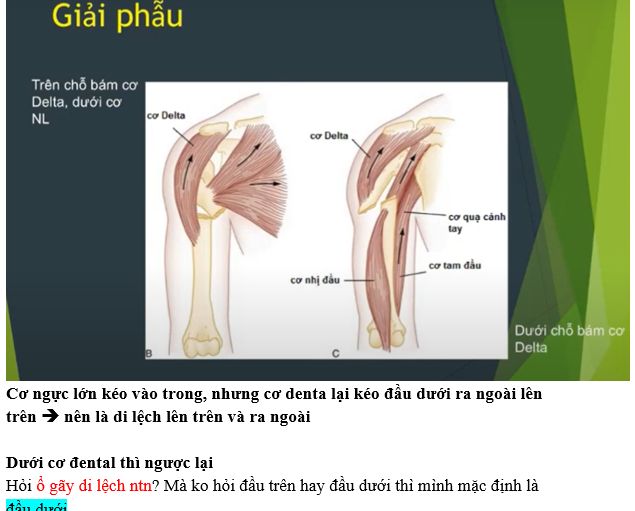 Giải phẫu
Trên chỗ bám cơ
Delta, dưới cơ
NL
cơ Delta
cơ Delta
cơ quạ cánh
tay
cơ tam đầu
cơ nhị đầu
B
C
Dưới chỗ bám cơ
Delta
Cơ ngực lớn kéo vào trong, nhưng cơ denta lại kéo đầu dưới ra ngoài lên
trên ➔ nên là di lệch lên trên và ra ngoài
Dưới cơ đental thì ngược lại
Hỏi ổ gãy di lệch ntn? Mà ko hỏi đầu trên hay đầu dưới thì mình mặc định là
đầu dưới